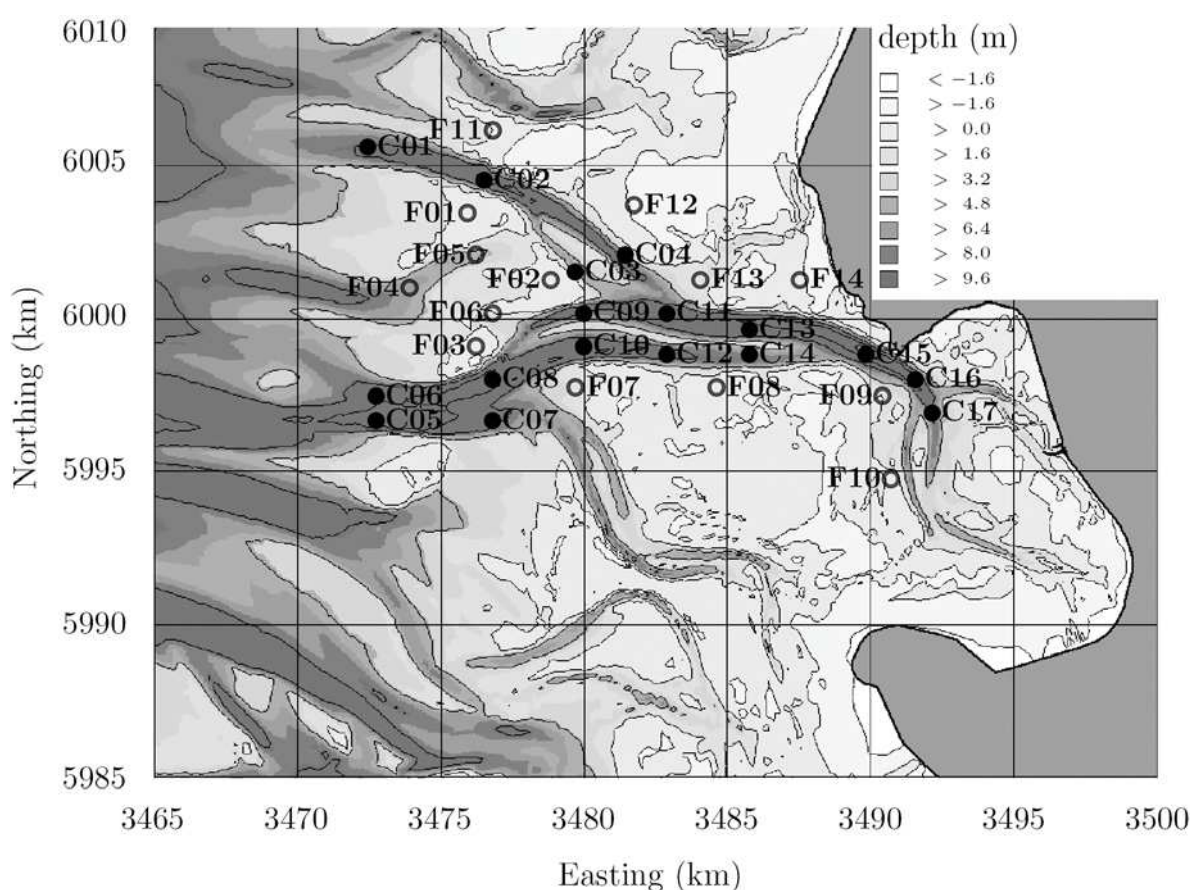 6010
depth (m)
< −1.6
> −1.6
> 0.0
> 1.6
> 3.2
> 4.8
> 6.4
> 8.0
> 9.6
F11
C01
6005
C02
F01
F12
F05
C04
F04
F02
C03
F13
F14
6000
F06
C09
C11
C13
F03
C10
C12
C14
C15
C08
F07
F08
F09
C16
C06
C05
C07
C17
5995
F10
5990
5985
Northing (km)
3465
3470
3475
3480
3485
3490
3495
3500
Easting (km)